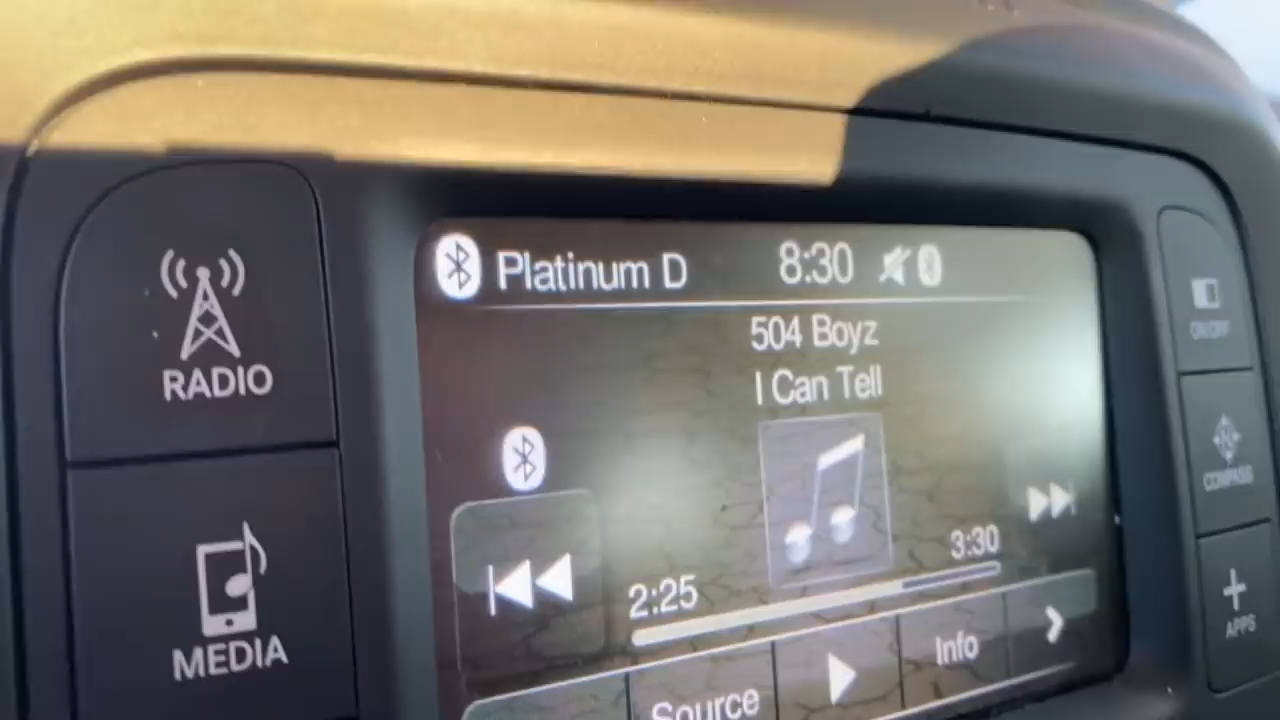 Platinum D 8:30
504 Boyz
I Can Tell
2:25 3:30
Source Info
RADIO
MEDIA
ON/OFF
COMPASS
APPS